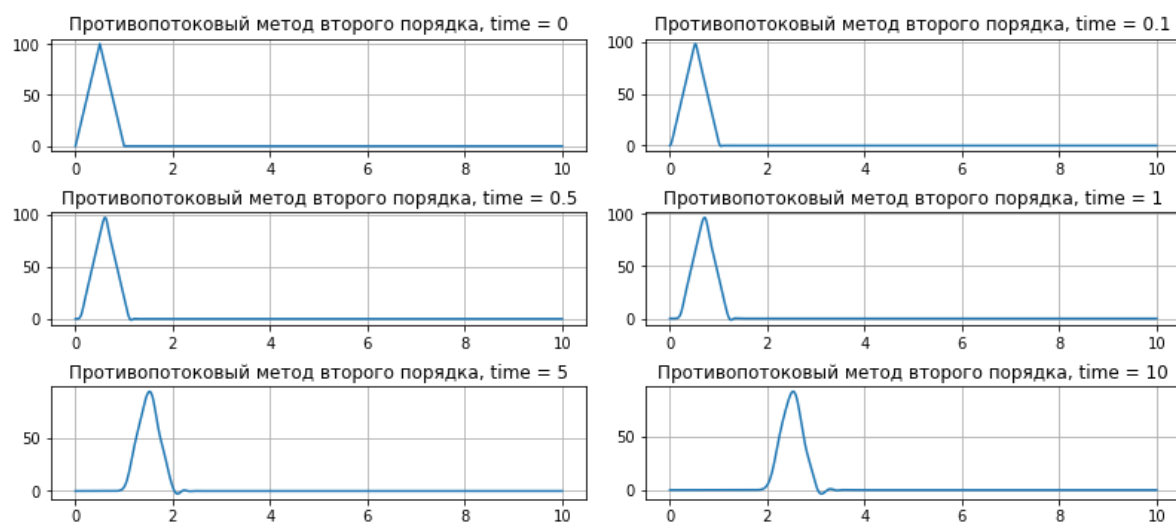 Противопотоковый метод второго порядка, time = 0
100
50
0
0 2 4 6 8 10
Противопотоковый метод второго порядка, time = 0.1
100
50
0
0 2 4 6 8 10
Противопотоковый метод второго порядка, time = 0.5
100
50
0
0 2 4 6 8 10
Противопотоковый метод второго порядка, time = 1
100
50
0
0 2 4 6 8 10
Противопотоковый метод второго порядка, time = 5
50
0
0 2 4 6 8 10
Противопотоковый метод второго порядка, time = 10
50
0
0 2 4 6 8 10